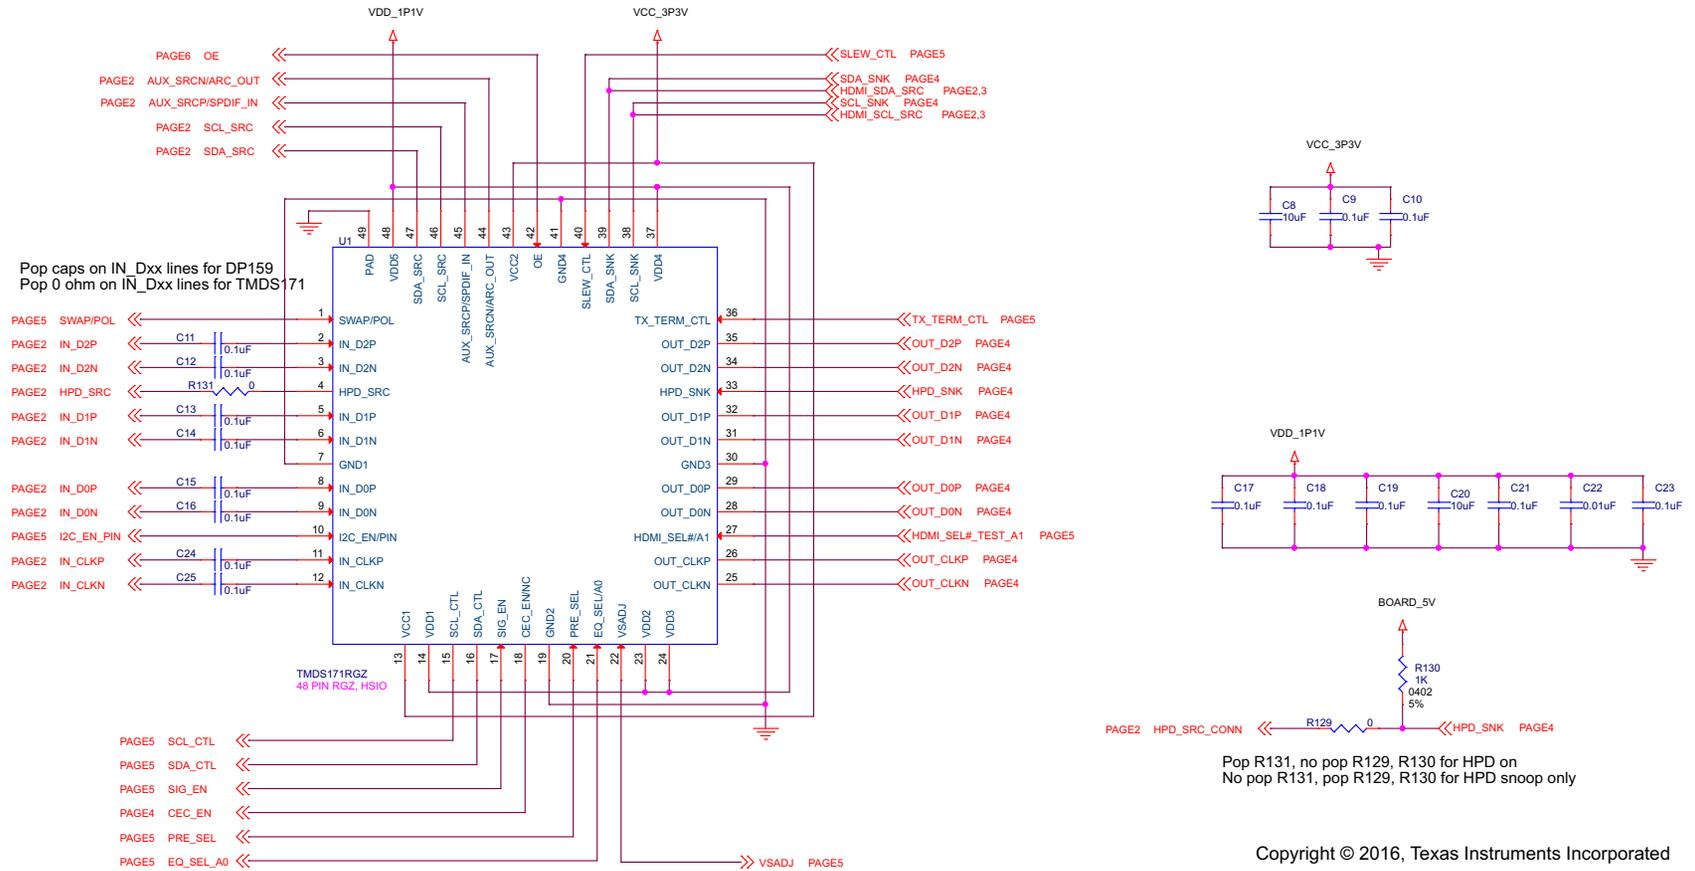 VDD_1P1V
VCC_3P3V
PAGE6 OE
SLEW_CTL PAGE5
PAGE2 AUX_SRCN/ARC_OUT
SDA_SNK PAGE4
HDMI_SDA_SRC PAGE2,3
PAGE2 AUX_SRCP/SPDIF_IN
SCL_SNK PAGE4
HDMI_SCL_SRC PAGE2,3
PAGE2 SCL_SRC
PAGE2 SDA_SRC
VCC_3P3V
C8
10uF
C9
0.1uF
C10
0.1uF
49
48
47
46
45
44
43
42
41
40
39
38
37
U1
PAD
VDD5
SDA_SRC
SCL_SRC
AUX_SRCP/SPDIF_IN
AUX_SRCN/ARC_OUT
VCC2
OE
GND4
SLEW_CTL
SDA_SNK
SCL_SNK
VDD4
Pop caps on IN_Dxx lines for DP159
Pop 0 ohm on IN_Dxx lines for TMDS171
PAGE5 SWAP/POL 1 SWAP/POL
TX_TERM_CTL 36 TX_TERM_CTL PAGE5
PAGE2 IN_D2P C11 0.1uF 2 IN_D2P
OUT_D2P 35 OUT_D2P PAGE4
PAGE2 IN_D2N C12 0.1uF 3 IN_D2N
OUT_D2N 34 OUT_D2N PAGE4
PAGE2 HPD_SRC R131 0 4 HPD_SRC
HPD_SNK 33 HPD_SNK PAGE4
PAGE2 IN_D1P C13 0.1uF 5 IN_D1P
OUT_D1P 32 OUT_D1P PAGE4
PAGE2 IN_D1N C14 0.1uF 6 IN_D1N
OUT_D1N 31 OUT_D1N PAGE4
7 GND1
GND3 30
PAGE2 IN_D0P C15 0.1uF 8 IN_D0P
OUT_D0P 29 OUT_D0P PAGE4
PAGE2 IN_D0N C16 0.1uF 9 IN_D0N
OUT_D0N 28 OUT_D0N PAGE4
PAGE5 I2C_EN_PIN 10 I2C_EN/PIN
HDMI_SEL#/A1 27 HDMI_SEL#_TEST_A1 PAGE5
PAGE2 IN_CLKP C24 0.1uF 11 IN_CLKP
OUT_CLKP 26 OUT_CLKP PAGE4
PAGE2 IN_CLKN C25 0.1uF 12 IN_CLKN
OUT_CLKN 25 OUT_CLKN PAGE4
VCC1
VDD1
SCL_CTL
SDA_CTL
SIG_EN
CEC_EN/NC
GND2
PRE_SEL
EQ_SEL/A0
VSADJ
VDD2
VDD3
13
14
15
16
17
18
19
20
21
22
23
24
TMDS171RGZ
48 PIN RGZ, HSIO
PAGE5 SCL_CTL
PAGE5 SDA_CTL
PAGE5 SIG_EN
PAGE4 CEC_EN
PAGE5 PRE_SEL
PAGE5 EQ_SEL_A0
VSADJ PAGE5
VDD_1P1V
C17
0.1uF
C18
0.1uF
C19
0.1uF
C20
10uF
C21
0.1uF
C22
0.01uF
C23
0.1uF
BOARD_5V
R130
1K
0402
5%
PAGE2 HPD_SRC_CONN R129 0 HPD_SNK PAGE4
Pop R131, no pop R129, R130 for HPD on
No pop R131, pop R129, R130 for HPD snoop only
Copyright © 2016, Texas Instruments Incorporated